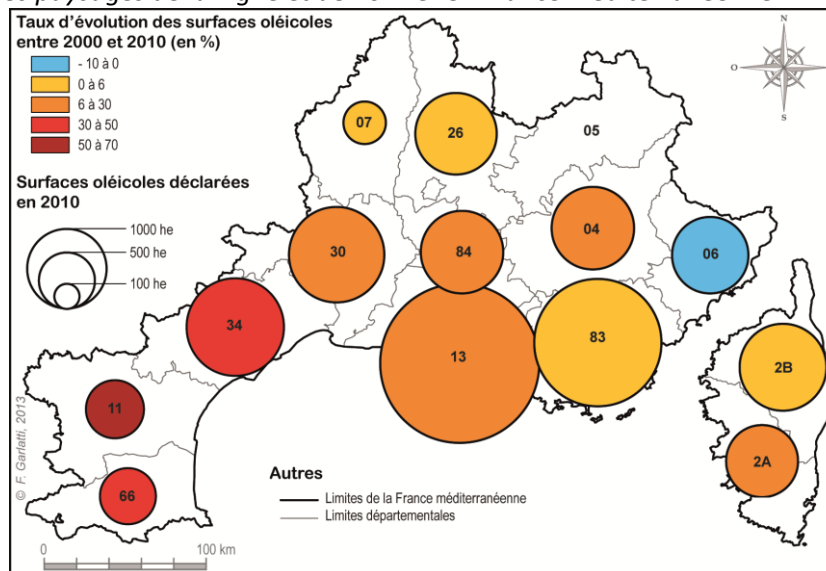 Taux d'évolution des surfaces oléicoles
entre 2000 et 2010 (en %)
- 10 à 0
0 à 6
6 à 30
30 à 50
50 à 70
Surfaces oléicoles déclarées
en 2010
1000 he
500 he
100 he
N
O
E
S
07
26
05
30
84
04
06
34
13
83
2B
11
2A
66
© F. Garlatti, 2013
Autres
Limites de la France méditerranéenne
Limites départementales
0
100 km